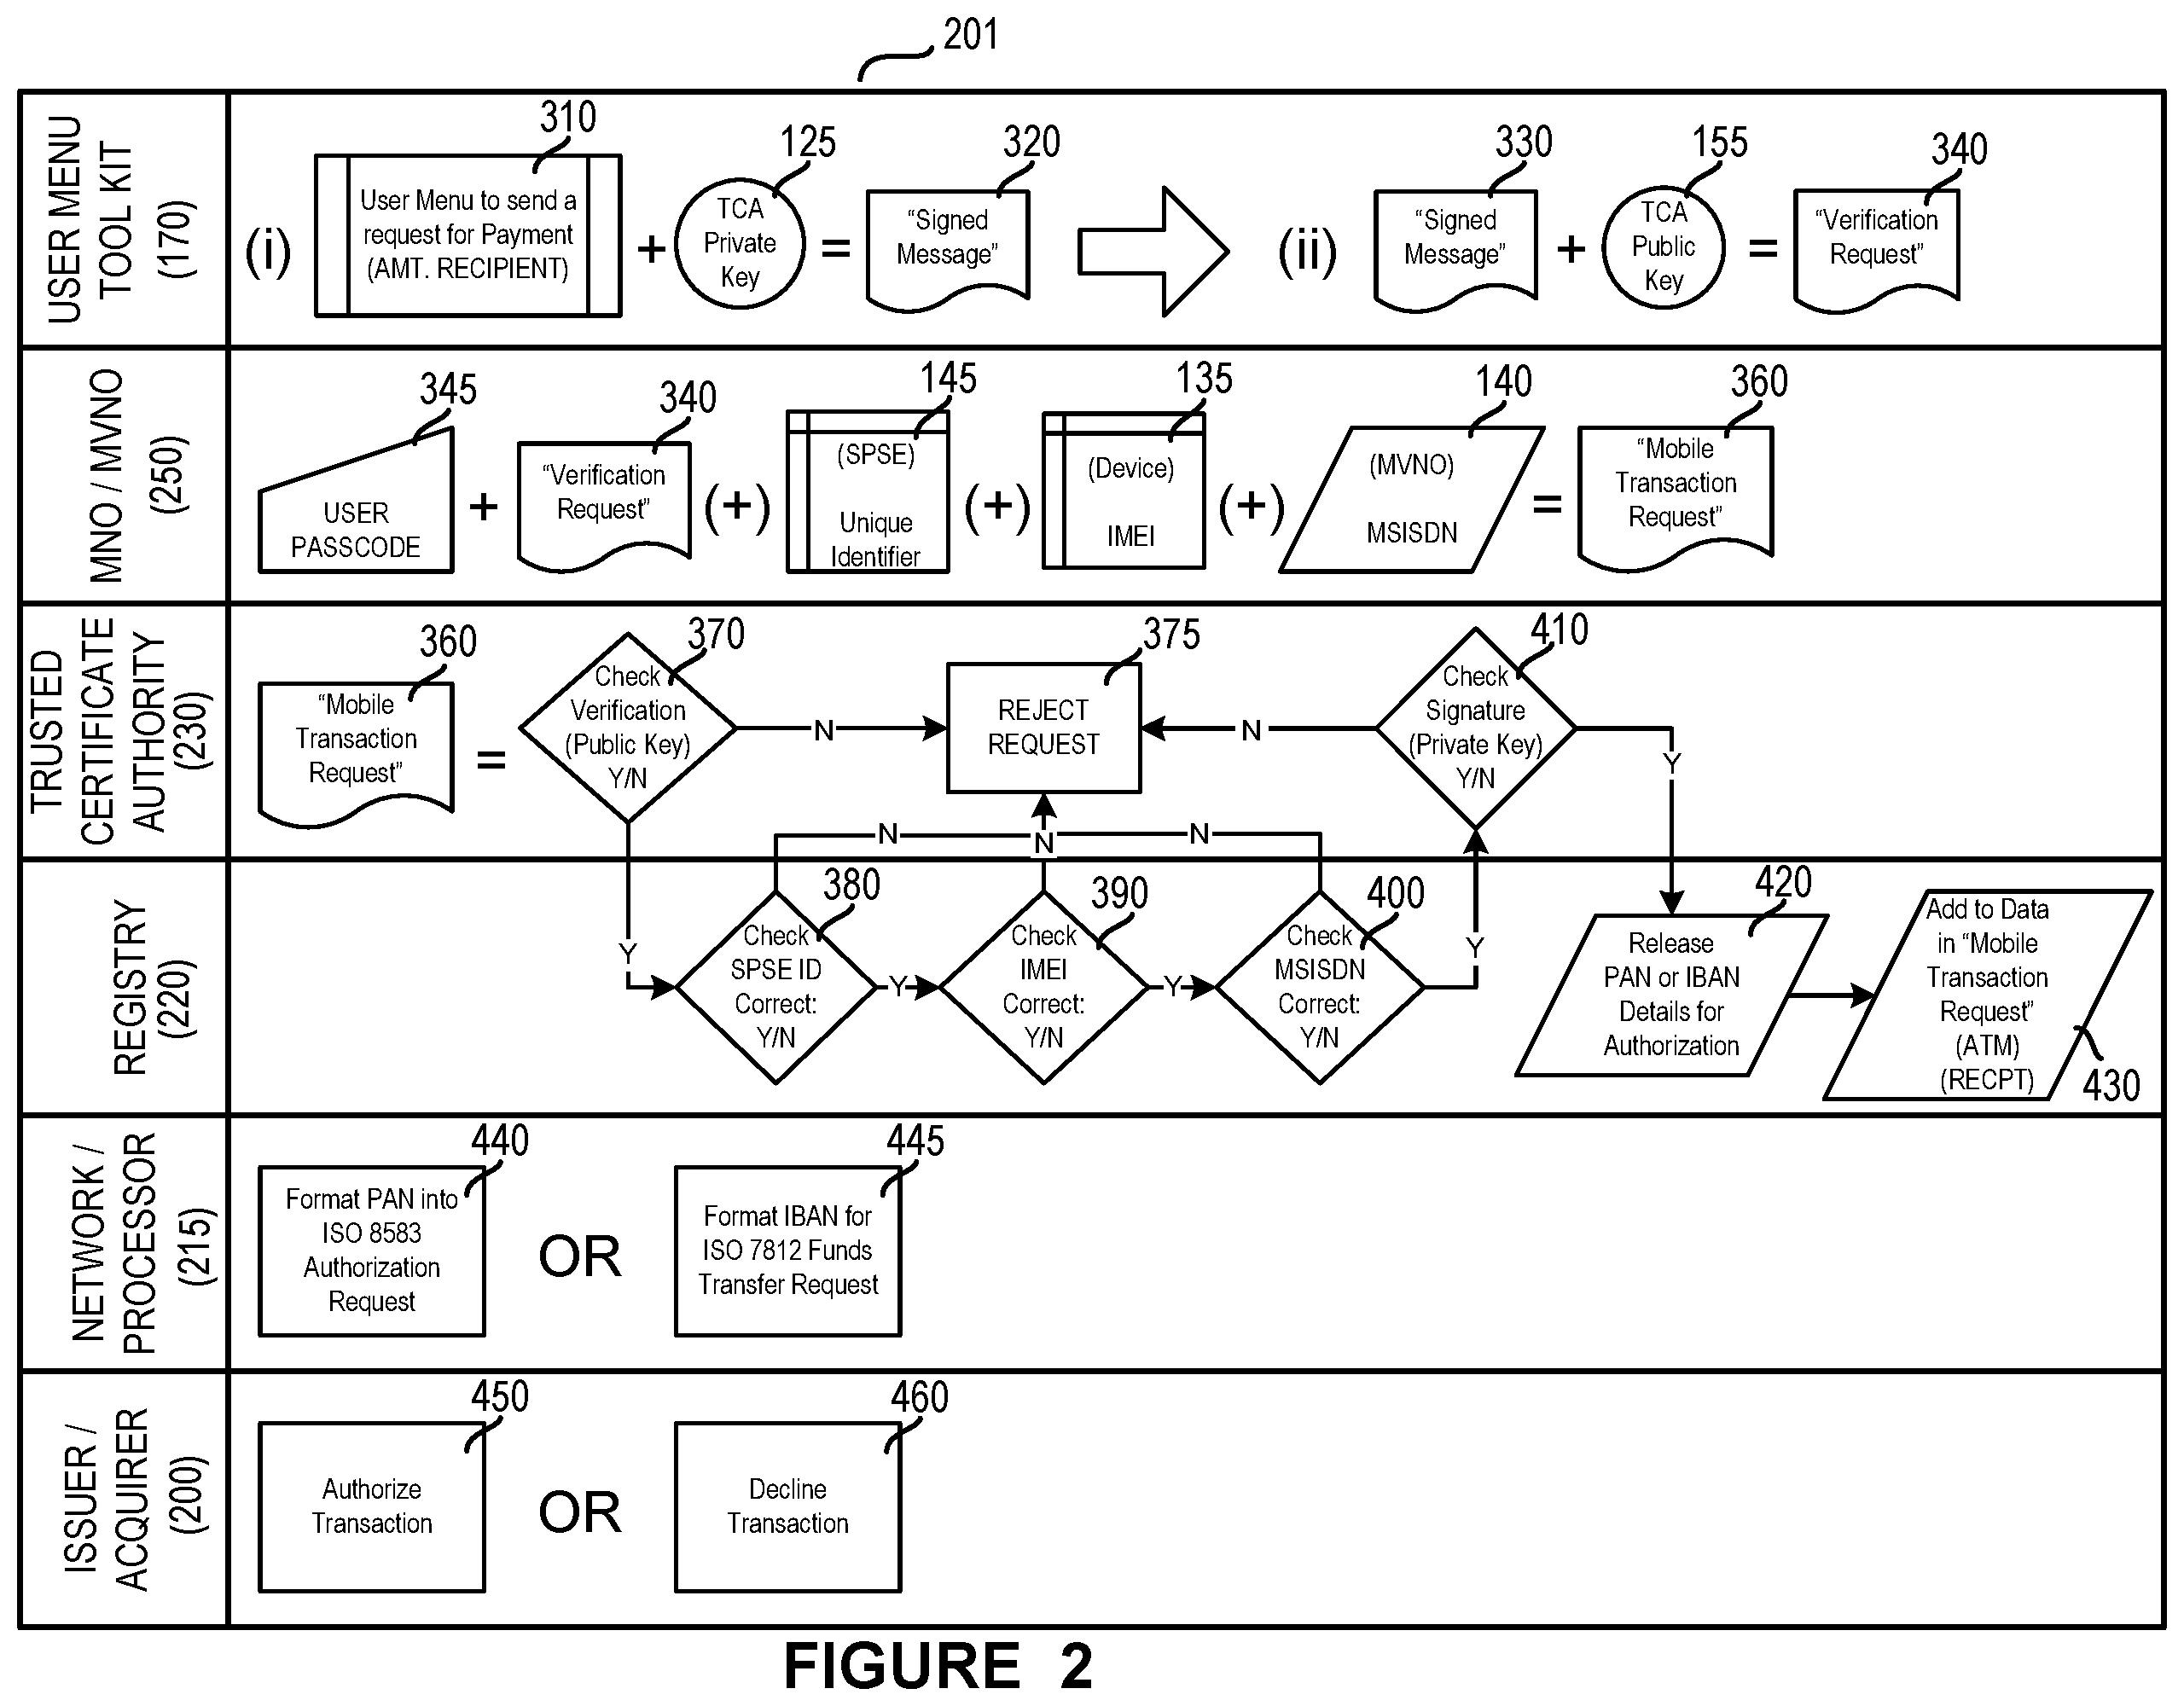 201
USER MENU
TOOL KIT
(170)
(i)
310
User Menu to send a
request for Payment
(AMT. RECIPIENT)
+
125
TCA
Private
Key
=
320
“Signed
Message”
(ii)
330
“Signed
Message”
+
155
TCA
Public
Key
=
340
“Verification
Request”
MNO / MVNO
(250)
345
USER
PASSCODE
+
340
“Verification
Request”
(+)
145
(SPSE)
Unique
Identifier
(+)
135
(Device)
IMEI
(+)
140
(MVNO)
MSISDN
=
360
“Mobile
Transaction
Request”
TRUSTED
CERTIFICATE
AUTHORITY
(230)
360
“Mobile
Transaction
Request”
=
370
Check
Verification
(Public Key)
Y/N
N
375
REJECT
REQUEST
N
410
Check
Signature
(Private Key)
Y/N
Y
N
N
N
REGISTRY
(220)
Y
380
Check
SPSE ID
Correct:
Y/N
Y
390
Check
IMEI
Correct:
Y/N
Y
400
Check
MSISDN
Correct:
Y/N
Y
420
Release
PAN or IBAN
Details for
Authorization
Add to Data
in “Mobile
Transaction
Request”
(ATM)
(RECPT)
430
NETWORK /
PROCESSOR
(215)
440
Format PAN into
ISO 8583
Authorization
Request
OR
445
Format IBAN for
ISO 7812 Funds
Transfer Request
ISSUER /
ACQUIRER
(200)
450
Authorize
Transaction
OR
460
Decline
Transaction
FIGURE 2